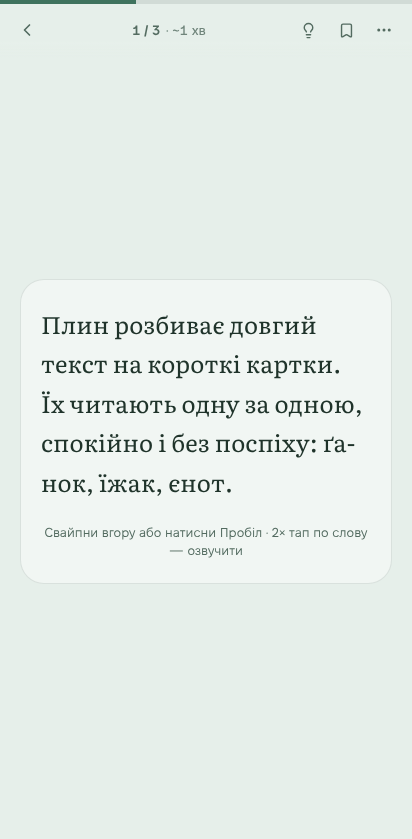 1 / 3 · ~1 хв
Плин розбиває довгий
текст на короткі картки.
Їх читають одну за одною,
спокійно і без поспіху: ґа-
нок, їжак, єнот.
Свайпни вгору або натисни Пробіл · 2× тап по слову
— озвучити